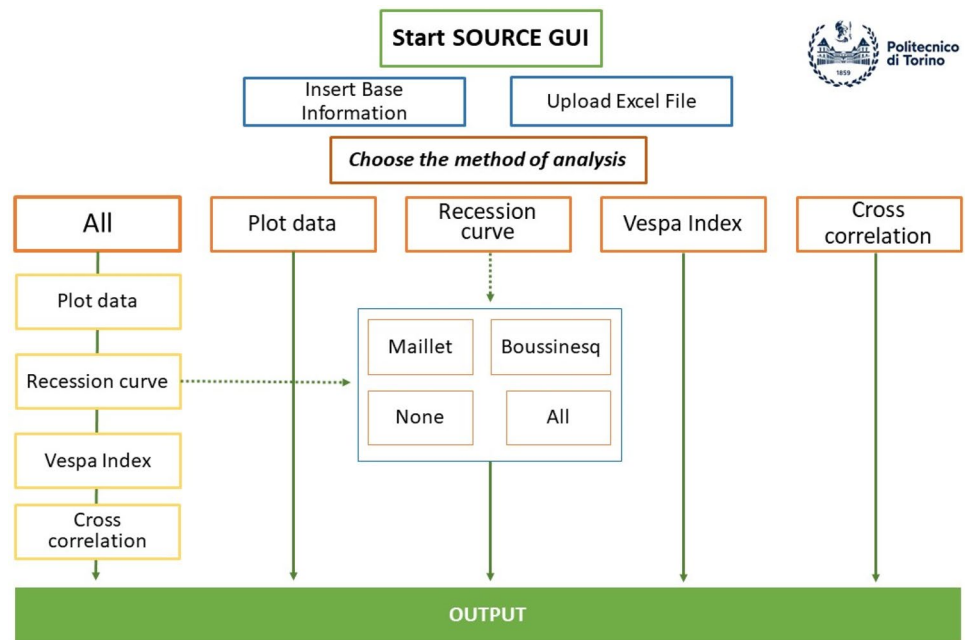 Start SOURCE GUI
Politecnico
di Torino
1859
Insert Base
Information
Upload Excel File
Choose the method of analysis
All
Plot data
Recession
curve
Vespa Index
Cross
correlation
Plot data
Recession curve
Vespa Index
Cross
correlation
Maillet
Boussinesq
None
All
OUTPUT